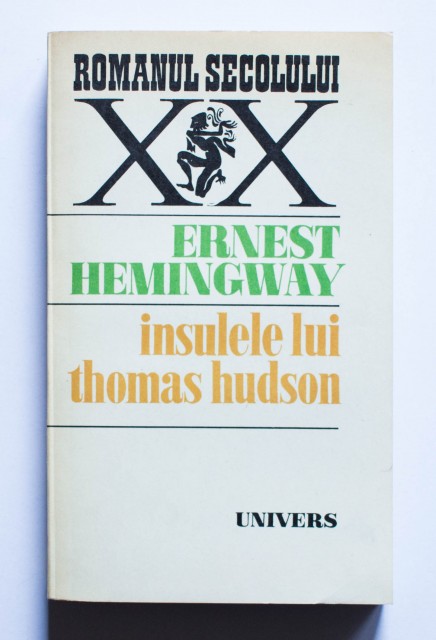 ROMANUL SECOLULUI
XX
ERNEST
HEMINGWAY
insulele lui
thomas hudson
UNIVERS